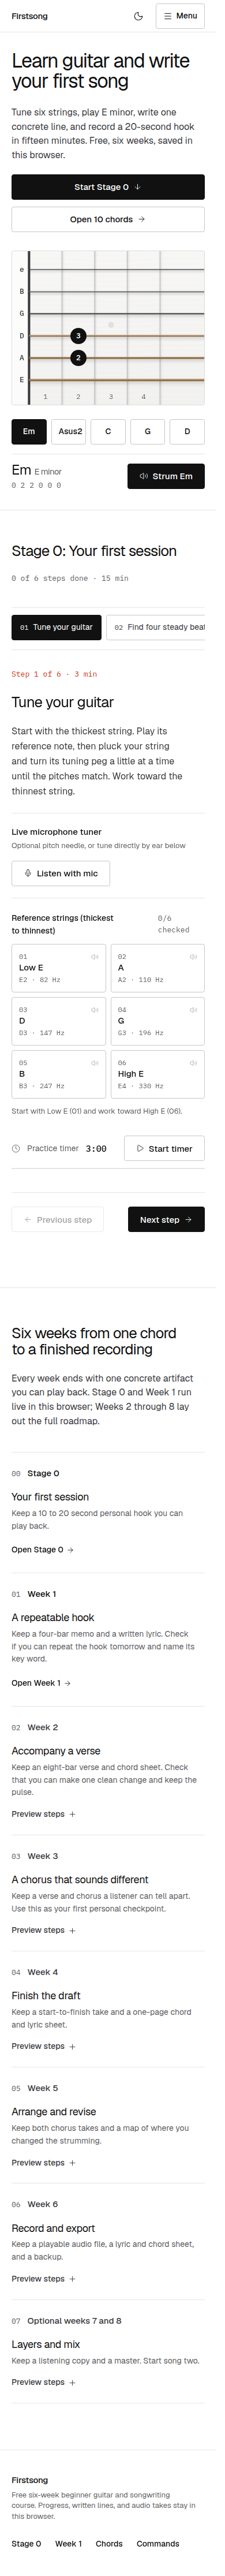 Firstsong
Menu
Learn guitar and write
your first song
Tune six strings, play E minor, write one
concrete line, and record a 20-second hook
in fifteen minutes. Free, six weeks, saved in
this browser.
Start Stage 0
Open 10 chords
e
B
G
D 3
A 2
E
1 2 3 4
Em Asus2 C G D
Em E minor
0 2 2 0 0 0
Strum Em
Stage 0: Your first session
0 of 6 steps done · 15 min
01 Tune your guitar 02 Find four steady beat
Step 1 of 6 · 3 min
Tune your guitar
Start with the thickest string. Play its
reference note, then pluck your string
and turn its tuning peg a little at a time
until the pitches match. Work toward the
thinnest string.
Live microphone tuner
Optional pitch needle, or tune directly by ear below
Listen with mic
Reference strings (thickest
to thinnest)
0/6
checked
01
Low E
E2 · 82 Hz
02
A
A2 · 110 Hz
03
D
D3 · 147 Hz
04
G
G3 · 196 Hz
05
B
B3 · 247 Hz
06
High E
E4 · 330 Hz
Start with Low E (01) and work toward High E (06).
Practice timer 3:00 Start timer
Previous step Next step
Six weeks from one chord
to a finished recording
Every week ends with one concrete artifact
you can play back. Stage 0 and Week 1 run
live in this browser; Weeks 2 through 8 lay
out the full roadmap.
00 Stage 0
Your first session
Keep a 10 to 20 second personal hook you can
play back.
Open Stage 0
01 Week 1
A repeatable hook
Keep a four-bar memo and a written lyric. Check
if you can repeat the hook tomorrow and name its
key word.
Open Week 1
02 Week 2
Accompany a verse
Keep an eight-bar verse and chord sheet. Check
that you can make one clean change and keep the
pulse.
Preview steps
03 Week 3
A chorus that sounds different
Keep a verse and chorus a listener can tell apart.
Use this as your first personal checkpoint.
Preview steps
04 Week 4
Finish the draft
Keep a start-to-finish take and a one-page chord
and lyric sheet.
Preview steps
05 Week 5
Arrange and revise
Keep both chorus takes and a map of where you
changed the strumming.
Preview steps
06 Week 6
Record and export
Keep a playable audio file, a lyric and chord sheet,
and a backup.
Preview steps
07 Optional weeks 7 and 8
Layers and mix
Keep a listening copy and a master. Start song two.
Preview steps
Firstsong
Free six-week beginner guitar and songwriting
course. Progress, written lines, and audio takes stay in
this browser.
Stage 0 Week 1 Chords Commands